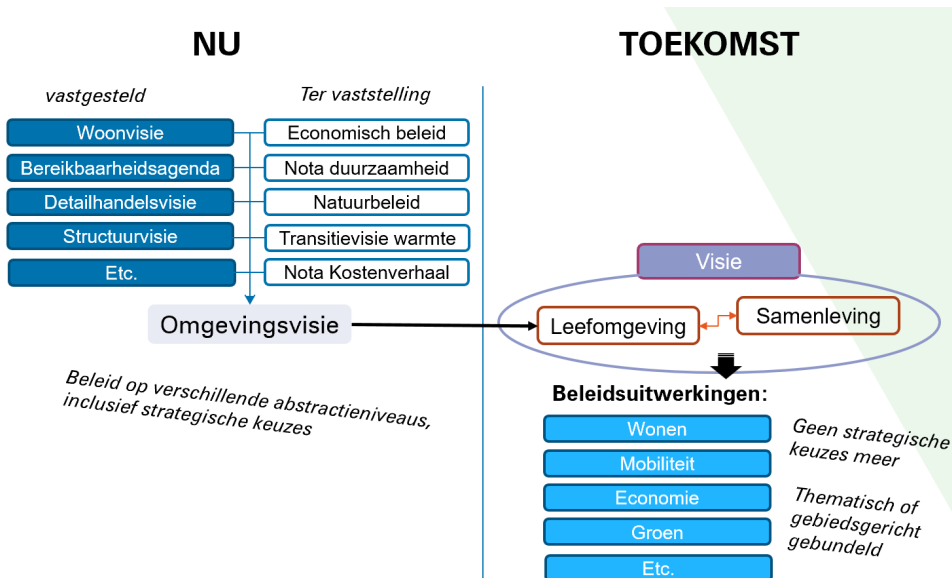 NU
vastgesteld
Ter vaststelling
Woonvisie
Economisch beleid
Bereikbaarheidsagenda
Nota duurzaamheid
Detailhandelsvisie
Natuurbeleid
Structuurvisie
Transitievisie warmte
Etc.
Nota Kostenverhaal
Omgevingsvisie
Beleid op verschillende abstractieniveaus,
inclusief strategische keuzes
TOEKOMST
Visie
Leefomgeving
Samenleving
Beleidsuitwerkingen:
Wonen
Mobiliteit
Economie
Groen
Etc.
Geen strategische
keuzes meer
Thematisch of
gebiedsgericht
gebundeld